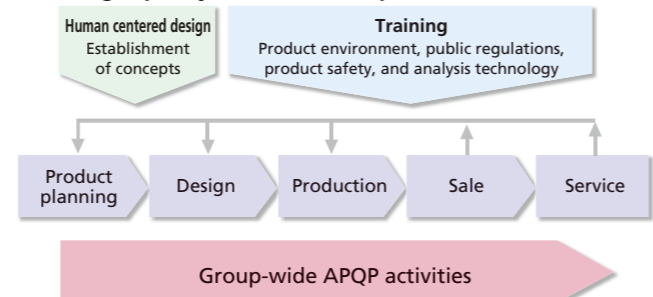 Human centered design
Establishment
of concepts
Training
Product environment, public regulations,
product safety, and analysis technology
Product
planning
Design
Production
Sale
Service
Group-wide APQP activities